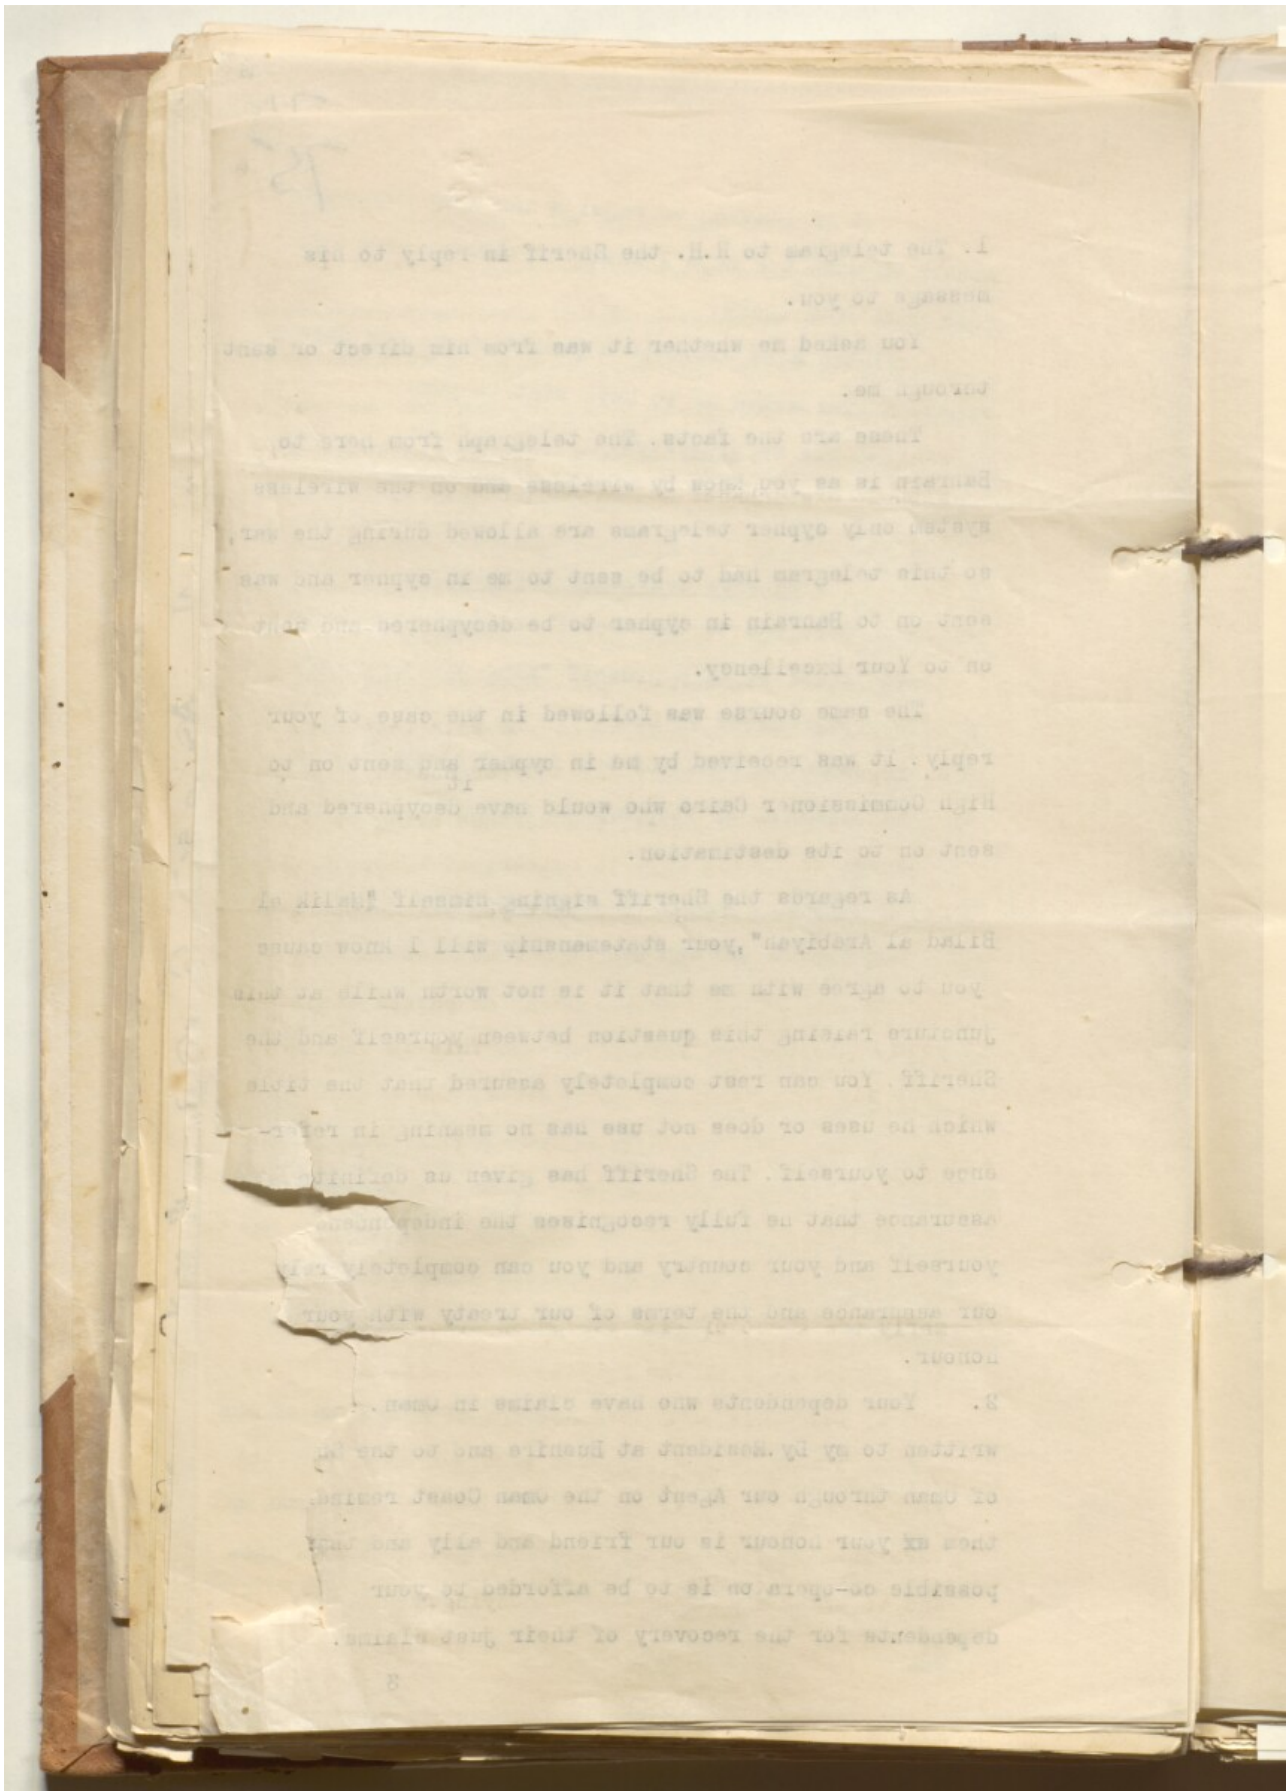 75
1. The telegram to H.H. the Sheriff in reply to his
message to you.
You asked me whether it was from him direct or sent
through me.
These are the facts. The telegraph from here to
Bahrain is as you know by wireless and on the wireless
system only cypher telegrams are allowed during the war,
so this telegram had to be sent to me in cypher and was
sent on to Bahrain in cypher to be decyphered and sent
on to Your Excellency.
The same course was followed in the case of your
reply: it was received by me in cypher and sent on to
it
High Commissioner Cairo who would have decyphered and
sent on to its destination.
As regards the Sheriff signing himself "Malik al
Bilad al Arabiyah", your statesmanship will I know cause
you to agree with me that it is not worth while at this
juncture raising this question between yourself and the
Sheriff. You can rest completely assured that the title
which he uses or does not use has no meaning in refer-
ence to yourself. The Sheriff has given us definite
assurance that he fully recognises the independence
yourself and your country and you can completely rely
our assurance and the terms of our treaty with your
honour.
2. Your dependents who have claims in Oman.
written to my Dy. Resident at Bushire and to the
of Oman through our Agent on the Oman Coast remind
them ax your honour is our friend and ally and
possible co-opera on is to be afforded to your
dependents for the recovery of their just claims.